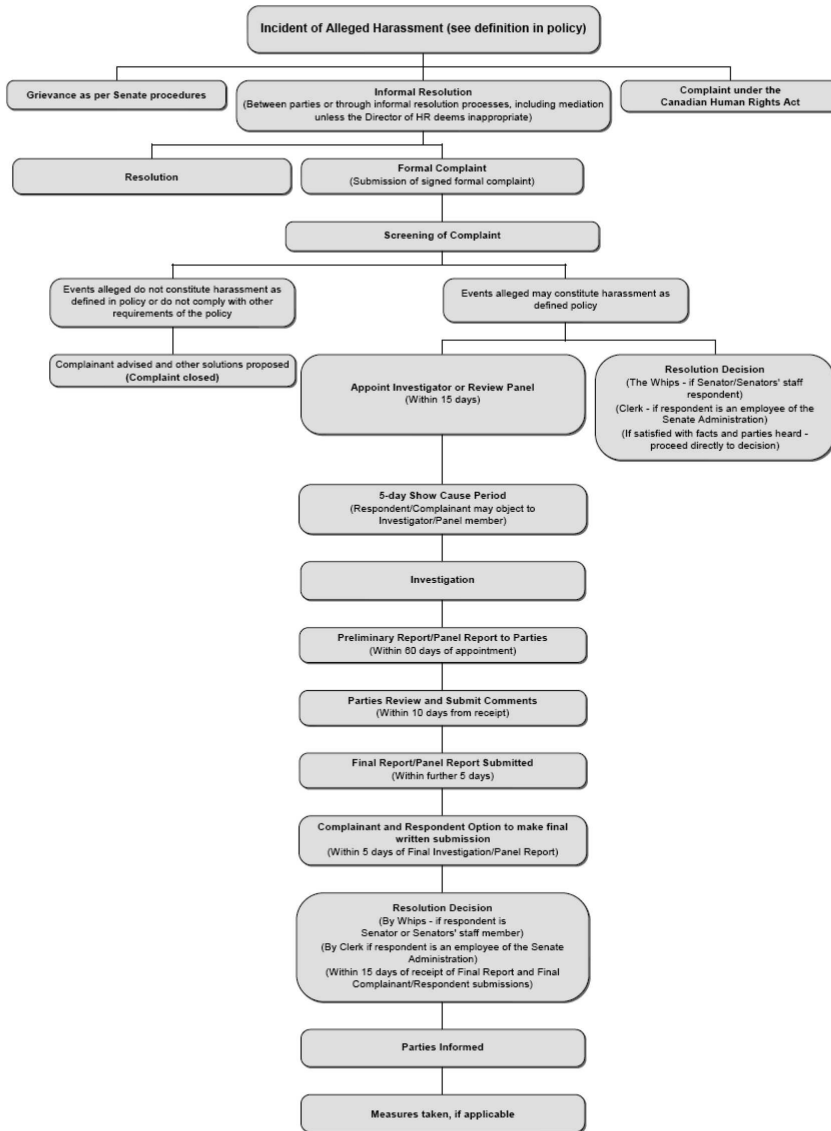 Incident of Alleged Harassment (see definition in policy)
Grievance as per Senate procedures
Informal Resolution
(Between parties or through informal resolution processes, including mediation
unless the Director of HR deems inappropriate)
Complaint under the
Canadian Human Rights Act
Resolution
Formal Complaint
(Submission of signed formal complaint)
Screening of Complaint
Events alleged do not constitute harassment as
defined in policy or do not comply with other
requirements of the policy
Events alleged may constitute harassment as
defined policy
Complainant advised and other solutions proposed
(Complaint closed)
Appoint Investigator or Review Panel
(Within 15 days)
Resolution Decision
(The Whips - if Senator/Senators' staff
respondent)
(Clerk - if respondent is an employee of the
Senate Administration)
(If satisfied with facts and parties heard -
proceed directly to decision)
5-day Show Cause Period
(Respondent/Complainant may object to
Investigator/Panel member)
Investigation
Preliminary Report/Panel Report to Parties
(Within 60 days of appointment)
Parties Review and Submit Comments
(Within 10 days from receipt)
Final Report/Panel Report Submitted
(Within further 5 days)
Complainant and Respondent Option to make final
written submission
(Within 5 days of Final Investigation/Panel Report)
Resolution Decision
(By Whips - if respondent is
Senator or Senators' staff member)
(By Clerk if respondent is an employee of the Senate
Administration)
(Within 15 days of receipt of Final Report and Final
Complainant/Respondent submissions)
Parties Informed
Measures taken, if applicable